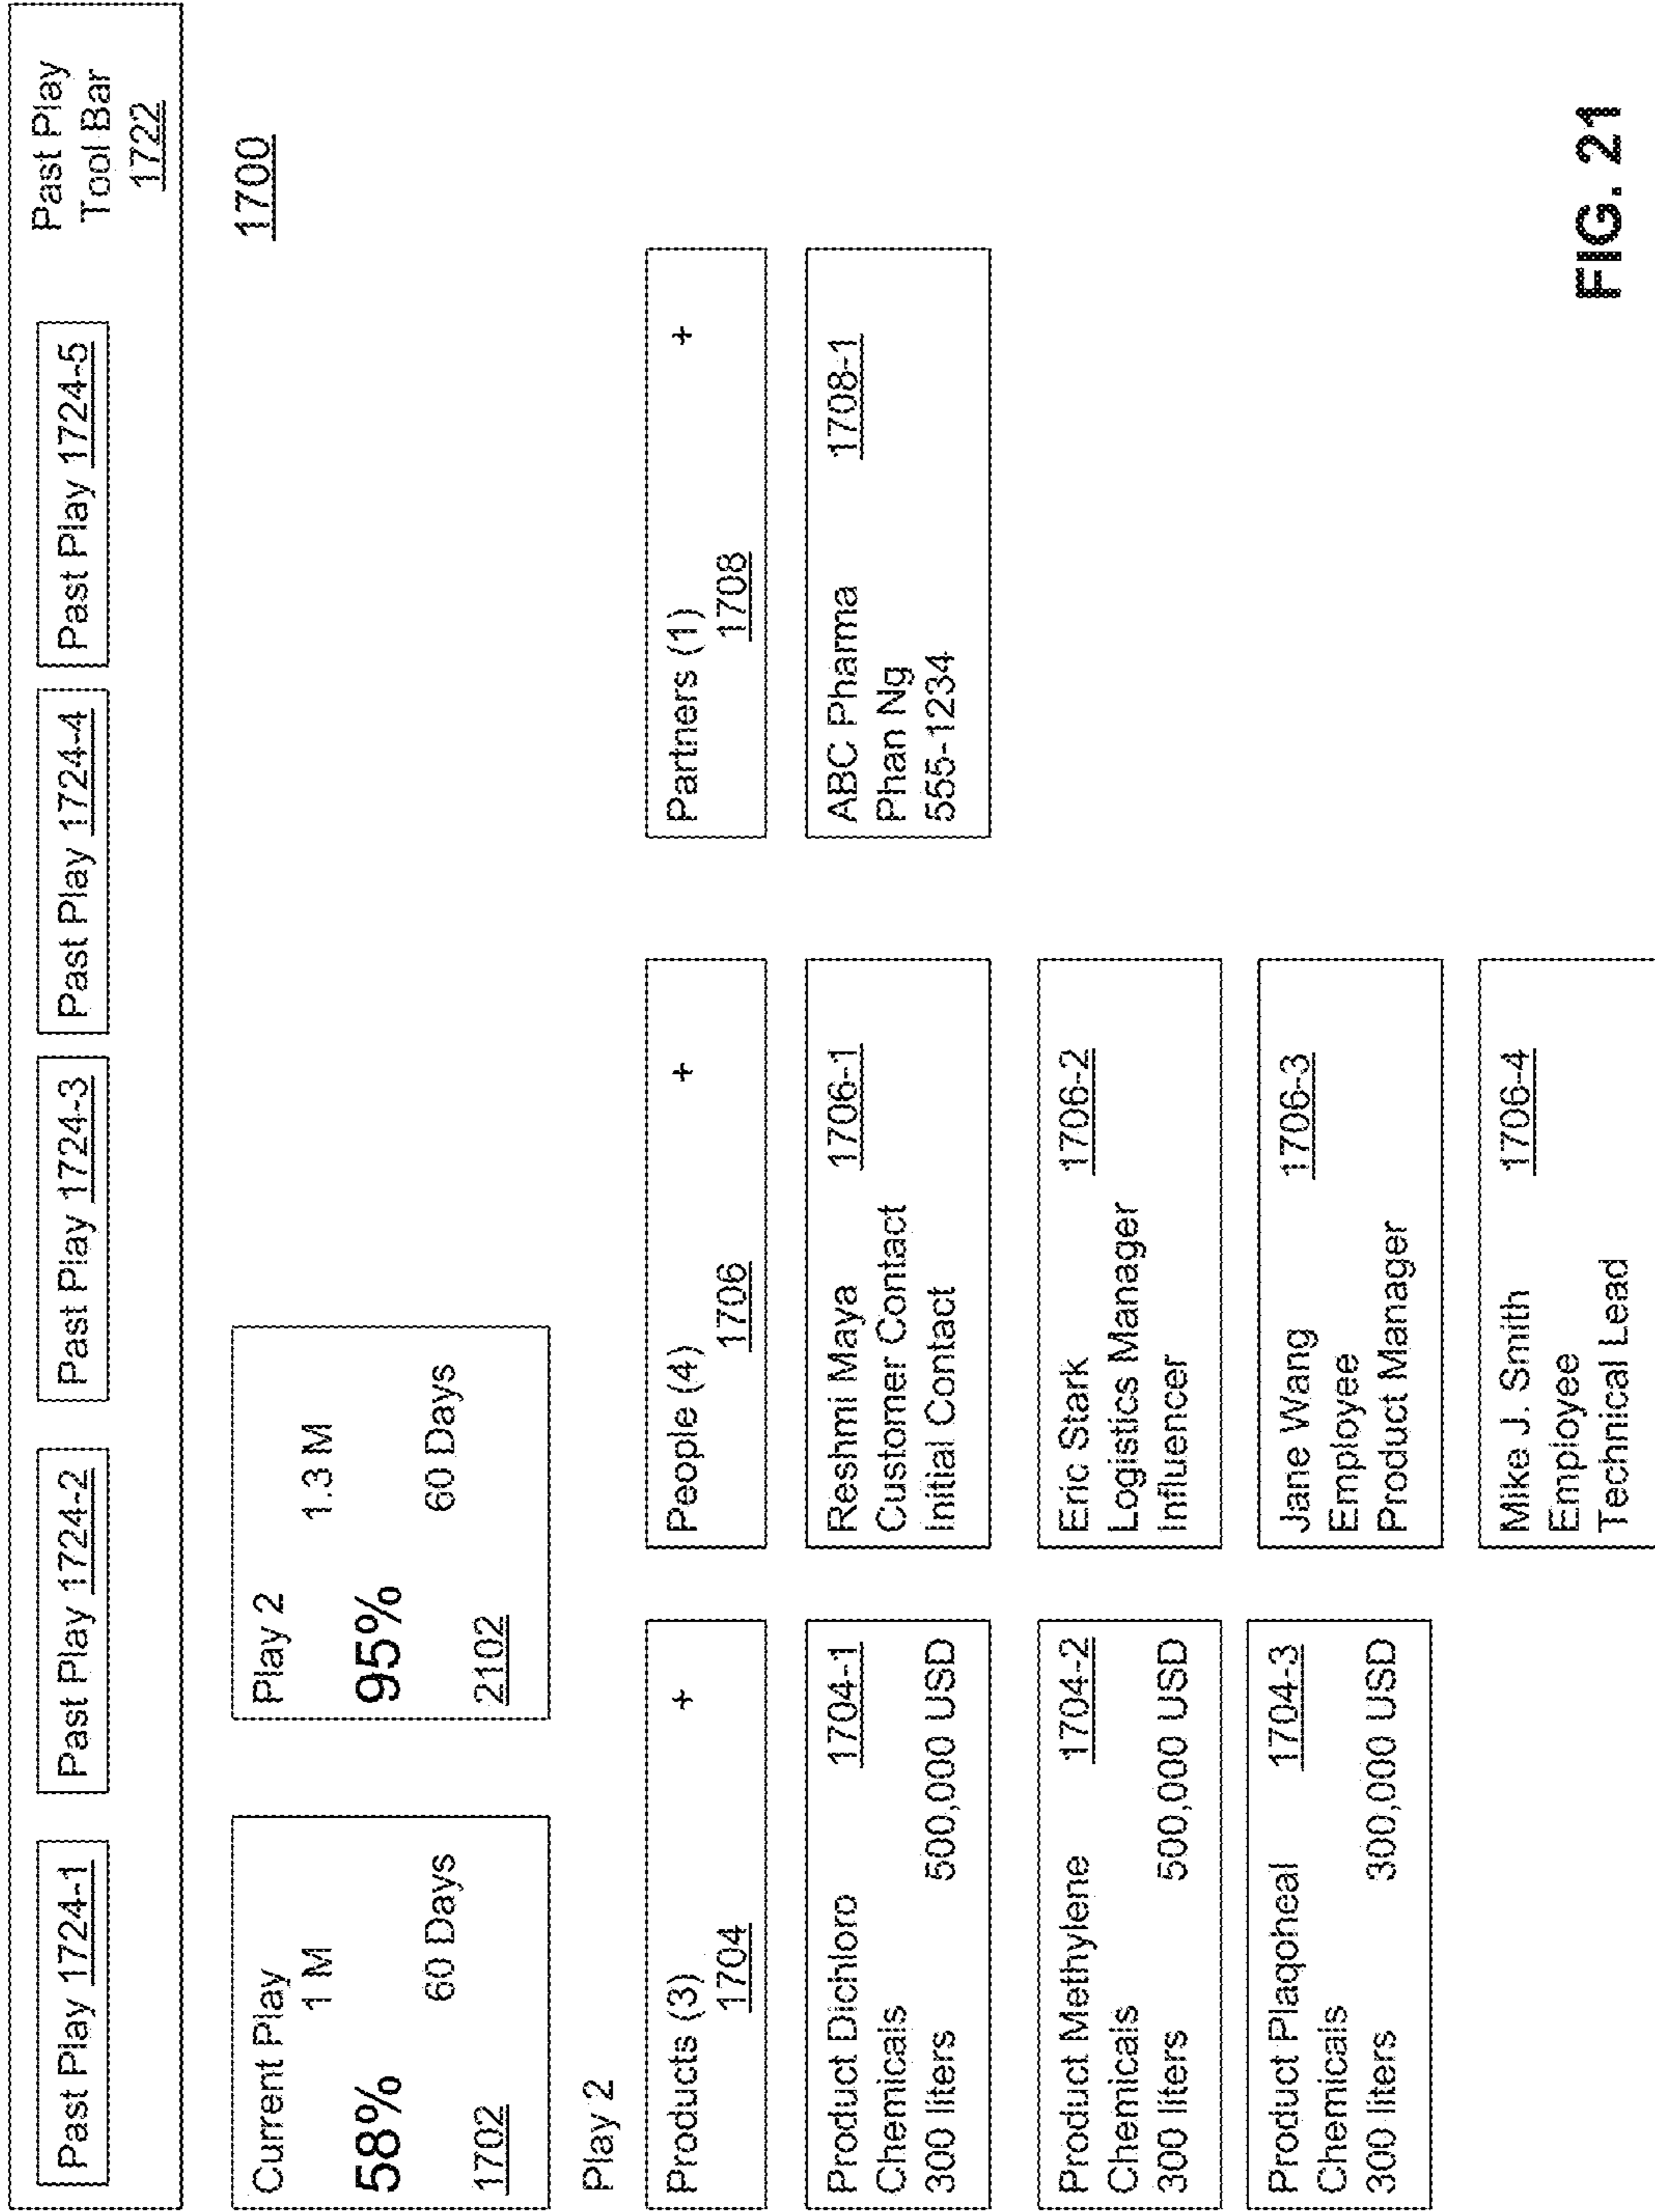 Past Play 1724-1
Past Play 1724-2
Past Play 1724-3
Past Play 1724-4
Past Play 1724-5
Past Play
Tool Bar
1722
1700
Current Play
1 M
58%
60 Days
1702
Play 2
1.3 M
95%
60 Days
2102
Play 2
Products (3) +
1704
Product Dichloro 1704-1
Chemicals
300 liters 500,000 USD
Product Methylene 1704-2
Chemicals
300 liters 500,000 USD
Product Plaqoheal 1704-3
Chemicals
300 liters 300,000 USD
People (4) +
1706
Reshmi Maya 1706-1
Customer Contact
Initial Contact
Eric Stark 1706-2
Logistics Manager
Influencer
Jane Wang 1706-3
Employee
Product Manager
Mike J. Smith 1706-4
Employee
Technical Lead
Partners (1) +
1708
ABC Pharma 1708-1
Phan Ng
555-1234
FIG. 21